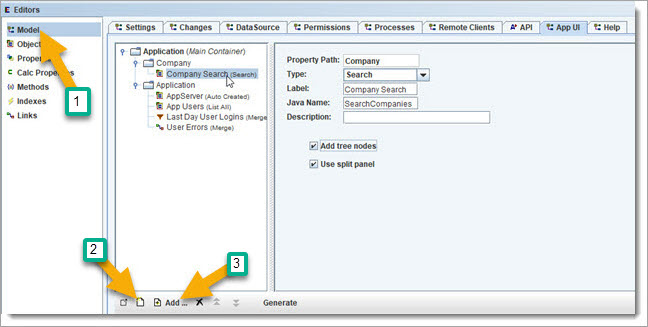 Editors
Model
Object
Proper
Calc Properties
Methods
Indexes
Links
1
Settings
Changes
DataSource
Permissions
Processes
Remote Clients
API
App UI
Help
Application (Main Container)
Company
Company Search (Search)
Application
AppServer (Auto Created)
App Users (List All)
Last Day User Logins (Merge
User Errors (Merge)
Property Path: Company
Type: Search
Label: Company Search
Java Name: SearchCompanies
Description:
Add tree nodes
Use split panel
2
3
Add ...
Generate